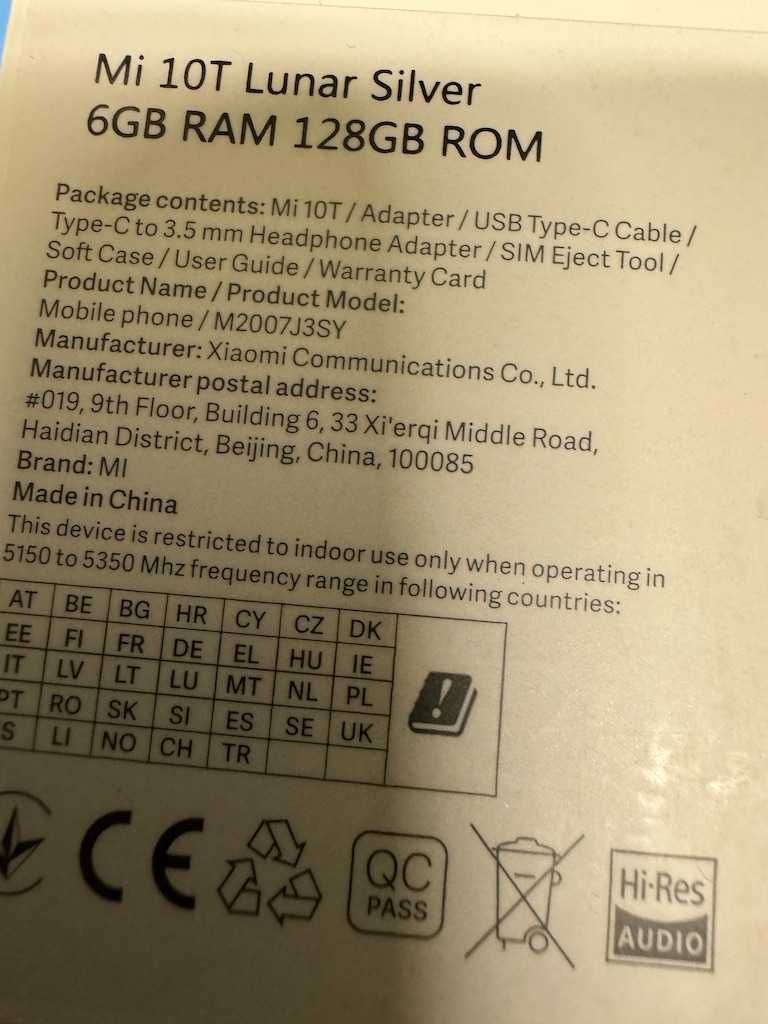 Mi 10T Lunar Silver
6GB RAM 128GB ROM
Package contents: Mi 10T / Adapter / USB Type-C Cable /
Type-C to 3.5 mm Headphone Adapter / SIM Eject Tool /
Soft Case / User Guide / Warranty Card
Product Name / Product Model:
Mobile phone / M2007J3SY
Manufacturer: Xiaomi Communications Co., Ltd.
Manufacturer postal address:
#019, 9th Floor, Building 6, 33 Xi'erqi Middle Road,
Haidian District, Beijing, China, 100085
Brand: MI
Made in China
This device is restricted to indoor use only when operating in
5150 to 5350 Mhz frequency range in following countries:
AT BE BG HR CY CZ DK
EE FI FR DE EL HU IE
IT LV LT LU MT NL PL
PT RO SK SI ES SE UK
S LI NO CH TR
CE
QC
PASS
Hi-Res
AUDIO